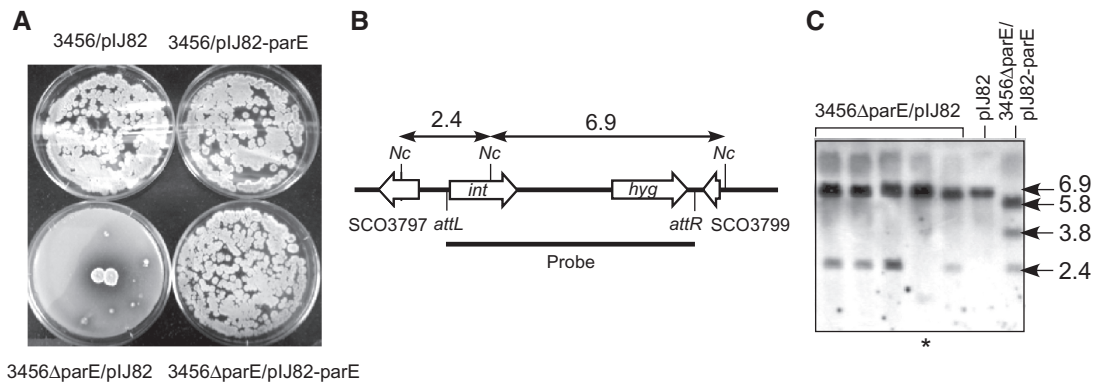 A
3456/pIJ82 3456/pIJ82-parE
3456ΔparE/pIJ82 3456ΔparE/pIJ82-parE
B
2.4 6.9
Nc Nc Nc
int hyg
SCO3797 attL attR SCO3799
Probe
C
3456ΔparE/pIJ82
pIJ82
3456ΔparE/
pIJ82-parE
6.9
5.8
3.8
2.4
*